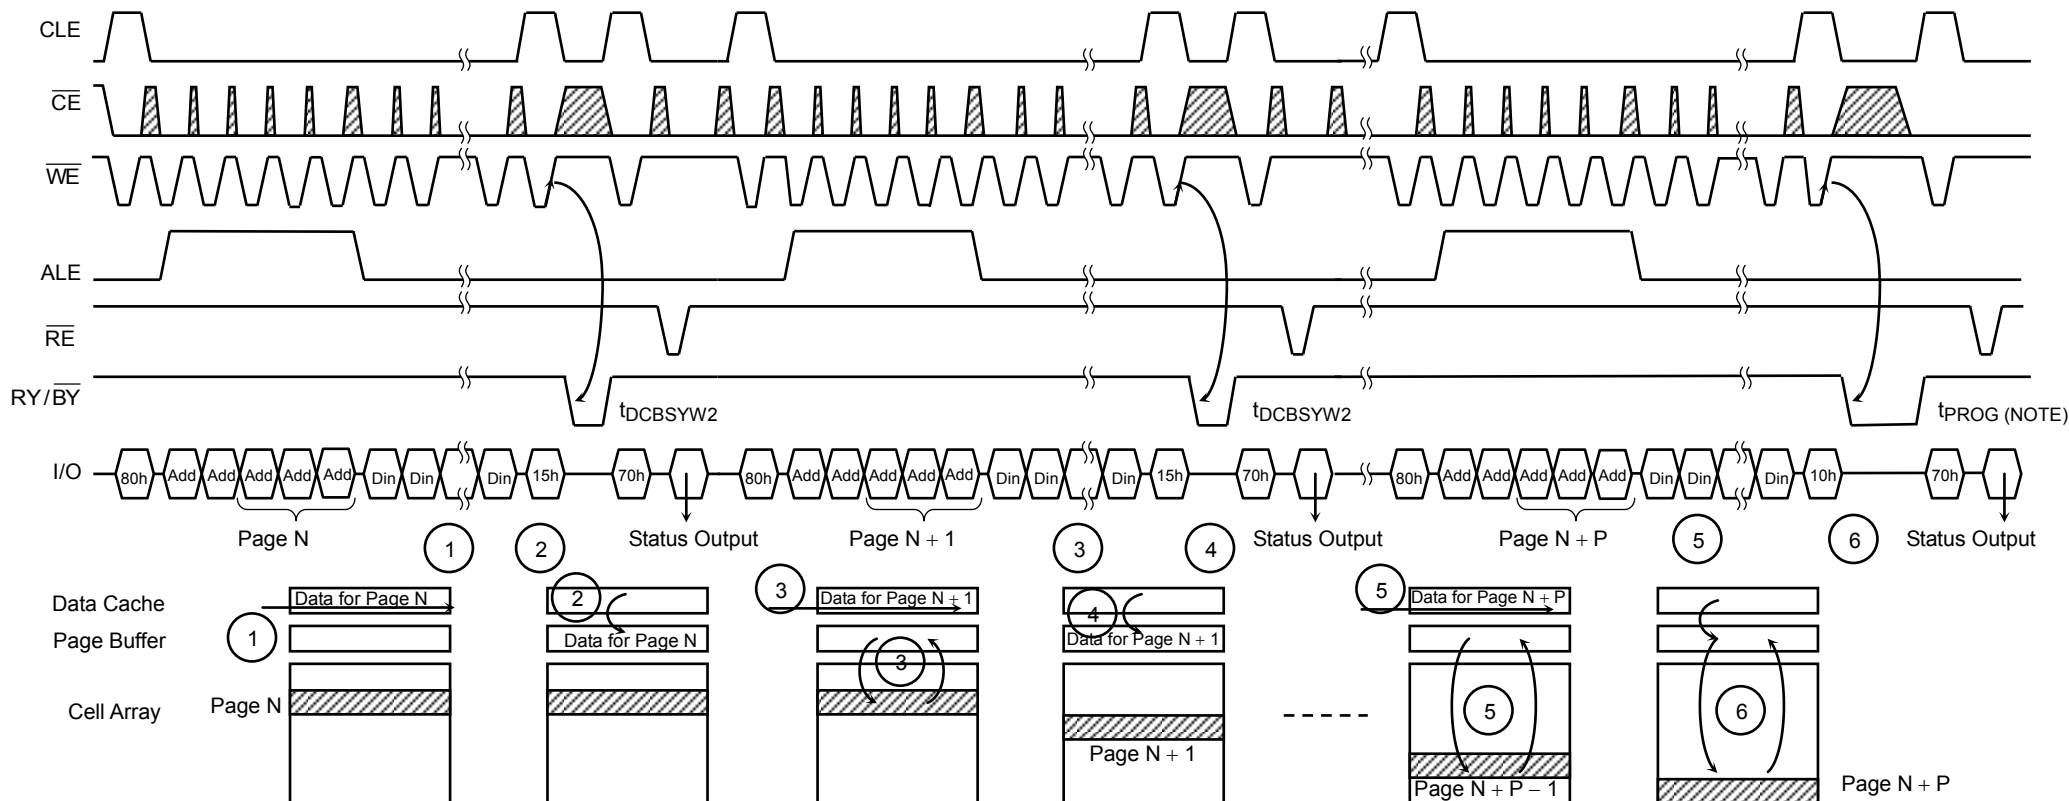 CLE
CE
WE
ALE
RE
RY/BY
tDCBSYW2 tDCBSYW2 tPROG (NOTE)
I/O 80h Add Add Add Add Add Din Din Din 15h 70h 80h Add Add Add Add Add Din Din Din 15h 70h 80h Add Add Add Add Add Din Din Din 10h 70h
Page N 1 2 Status Output Page N + 1 3 4 Status Output Page N + P 5 6 Status Output
Data Cache Data for Page N 2 3 Data for Page N + 1 4 5 Data for Page N + P
Page Buffer 1 Data for Page N 3 Data for Page N + 1
Cell Array Page N 5 6
Page N + 1
Page N + P − 1 Page N + P